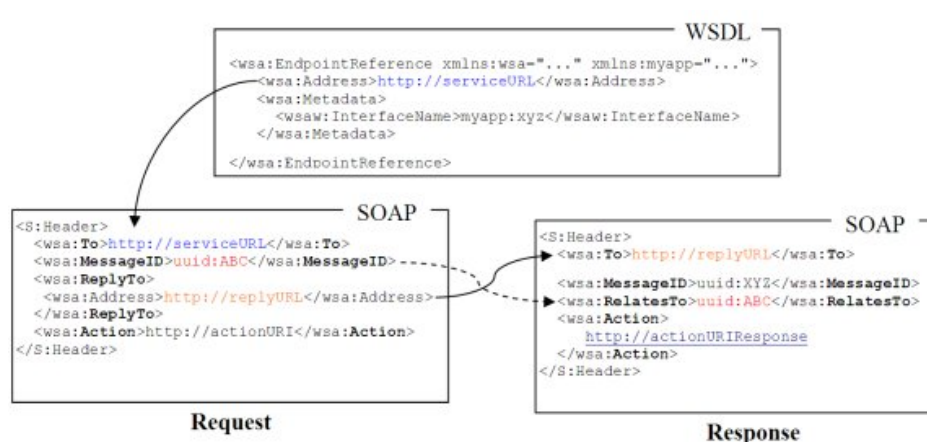 WSDL
<wsa:EndpointReference xmlns:wsa="..." xmlns:myapp="...">
<wsa:Address>http://serviceURL</wsa:Address>
<wsa:Metadata>
<wsaw:InterfaceName>myapp:xyz</wsaw:InterfaceName>
</wsa:Metadata>
</wsa:EndpointReference>
SOAP
<S:Header>
<wsa:To>http://serviceURL</wsa:To>
<wsa:MessageID>uuid:ABC</wsa:MessageID>
<wsa:ReplyTo>
<wsa:Address>http://replyURL</wsa:Address>
</wsa:ReplyTo>
<wsa:Action>http://actionURI</wsa:Action>
</S:Header>
Request
SOAP
<S:Header>
<wsa:To>http://replyURL</wsa:To>
<wsa:MessageID>uuid:XYZ</wsa:MessageID>
<wsa:RelatesTo>uuid:ABC</wsa:RelatesTo>
<wsa:Action>
http://actionURIResponse
</wsa:Action>
</S:Header>
Response